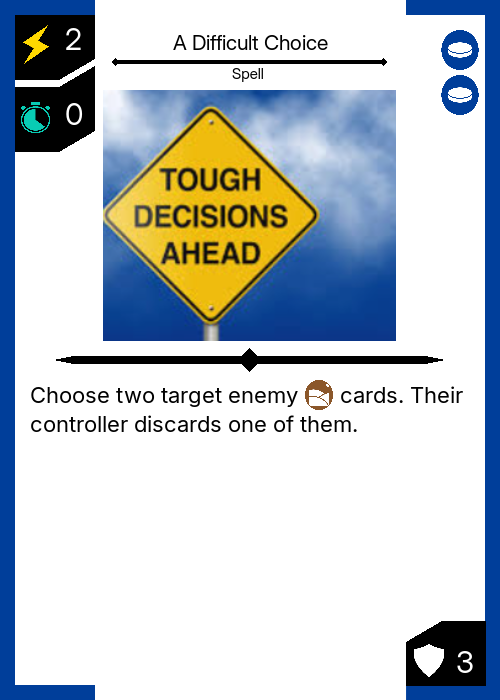 2
A Difficult Choice
Spell
0
TOUGH
DECISIONS
AHEAD
Choose two target enemy cards. Their
controller discards one of them.
3